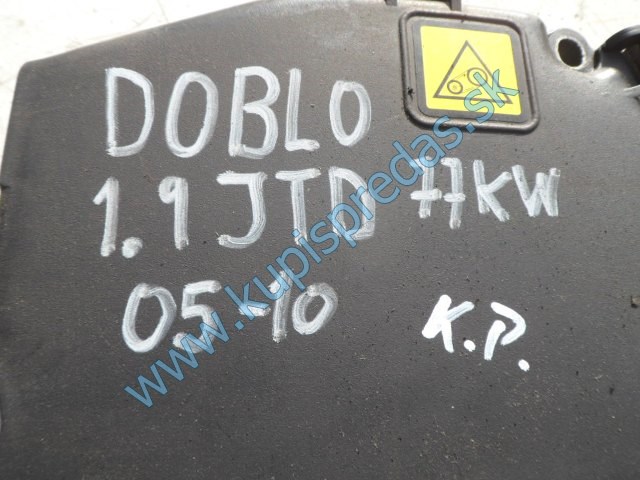 DOBLO
1.9 JTD 77KW
05-10 K.P.
www.kupispredas.sk